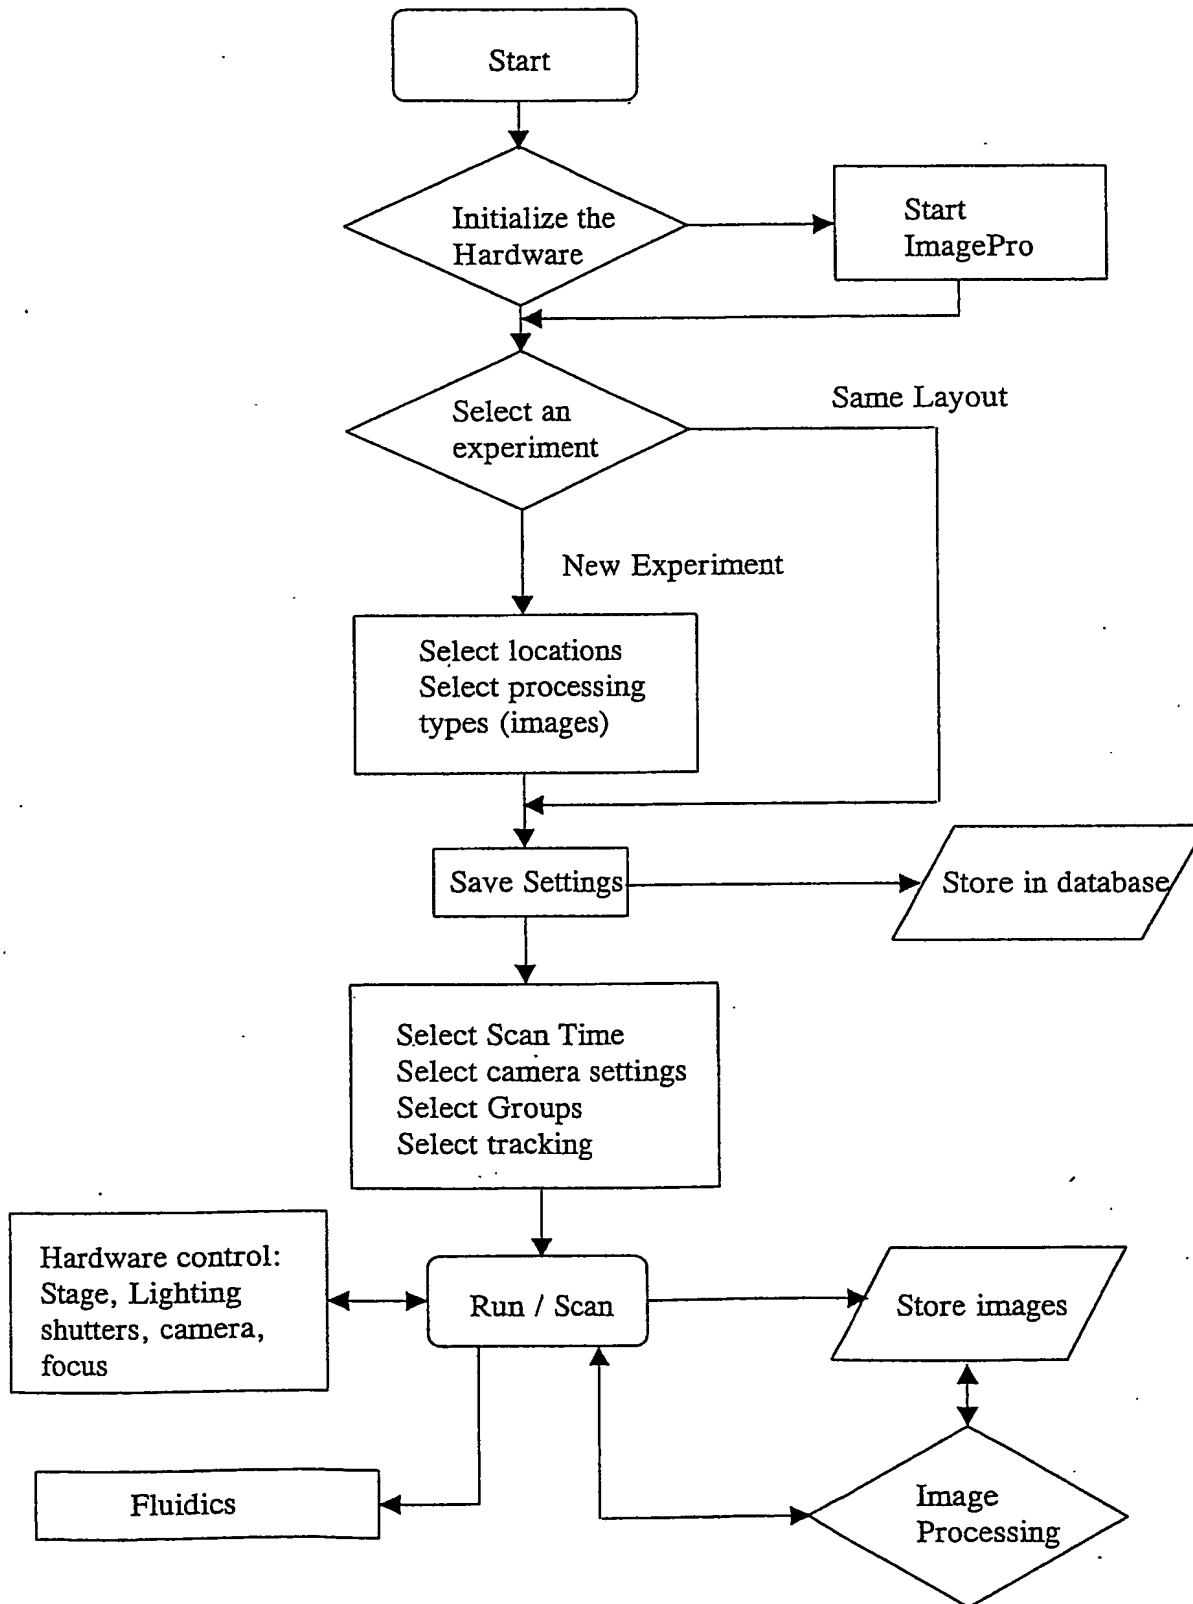 Start
Initialize the
Hardware
Start
ImagePro
Select an
experiment
Same Layout
New Experiment
Select locations
Select processing
types (images)
Save Settings
Store in database
Select Scan Time
Select camera settings
Select Groups
Select tracking
Hardware control:
Stage, Lighting
shutters, camera,
focus
Run / Scan
Store images
Fluidics
Image
Processing